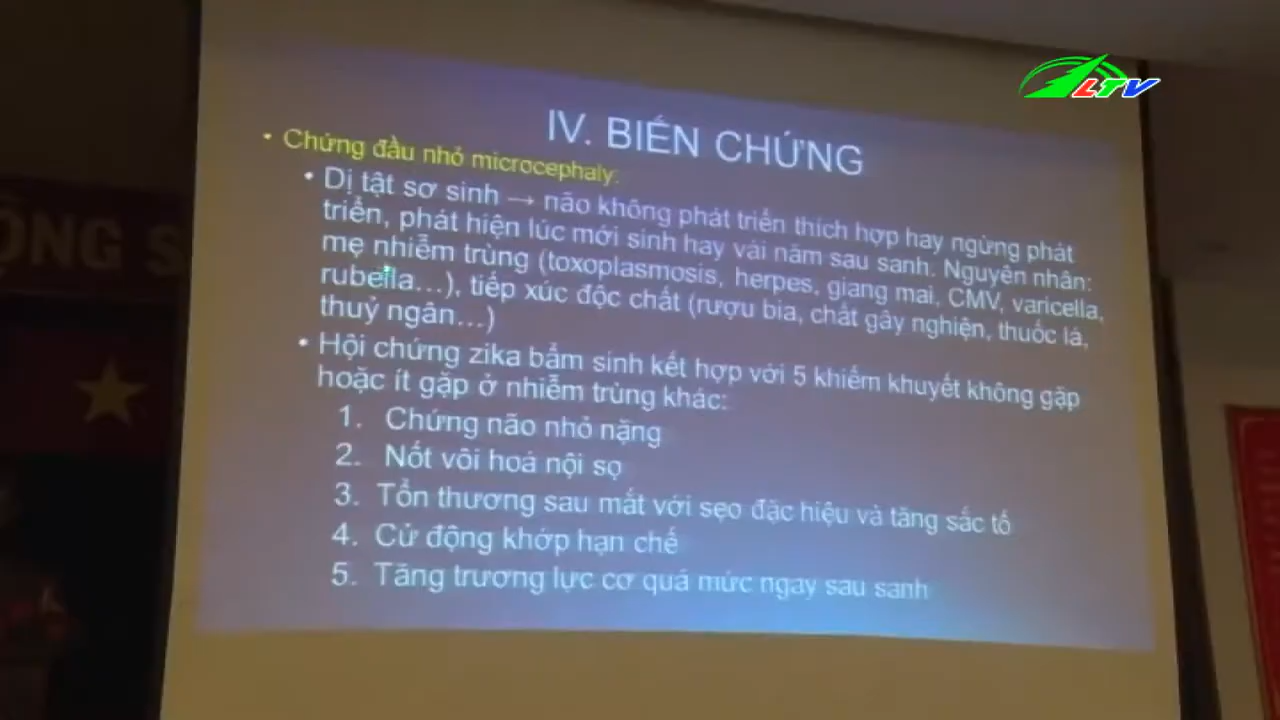 LTV
IV. BIẾN CHỨNG
• Chứng đầu nhỏ microcephaly:
• Dị tật sơ sinh → não không phát triển thích hợp hay ngừng phát
triển, phát hiện lúc mới sinh hay vài năm sau sanh. Nguyên nhân:
mẹ nhiễm trùng (toxoplasmosis, herpes, giang mai, CMV, varicella,
rubella...), tiếp xúc độc chất (rượu bia, chất gây nghiện, thuốc lá,
thuỷ ngân...)
• Hội chứng zika bẩm sinh kết hợp với 5 khiếm khuyết không gặp
hoặc ít gặp ở nhiễm trùng khác:
1. Chứng não nhỏ nặng
2. Nốt vôi hoá nội sọ
3. Tổn thương sau mắt với sẹo đặc hiệu và tăng sắc tố
4. Cử động khớp hạn chế
5. Tăng trương lực cơ quá mức ngay sau sanh
ỘNG S